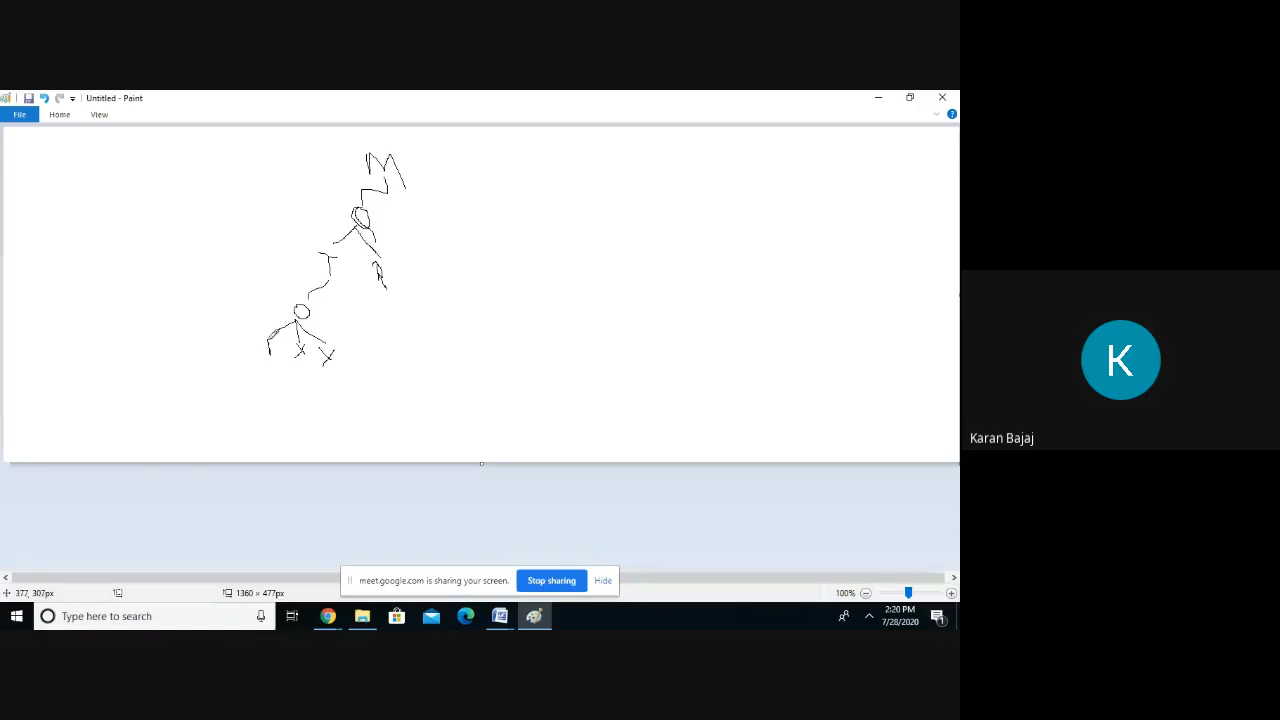 Untitled - Paint
File Home View
M
T
Karan Bajaj
meet.google.com is sharing your screen. Stop sharing Hide
377, 307px 1360 × 477px 100%
Type here to search
2:20 PM
7/28/2020
1
K